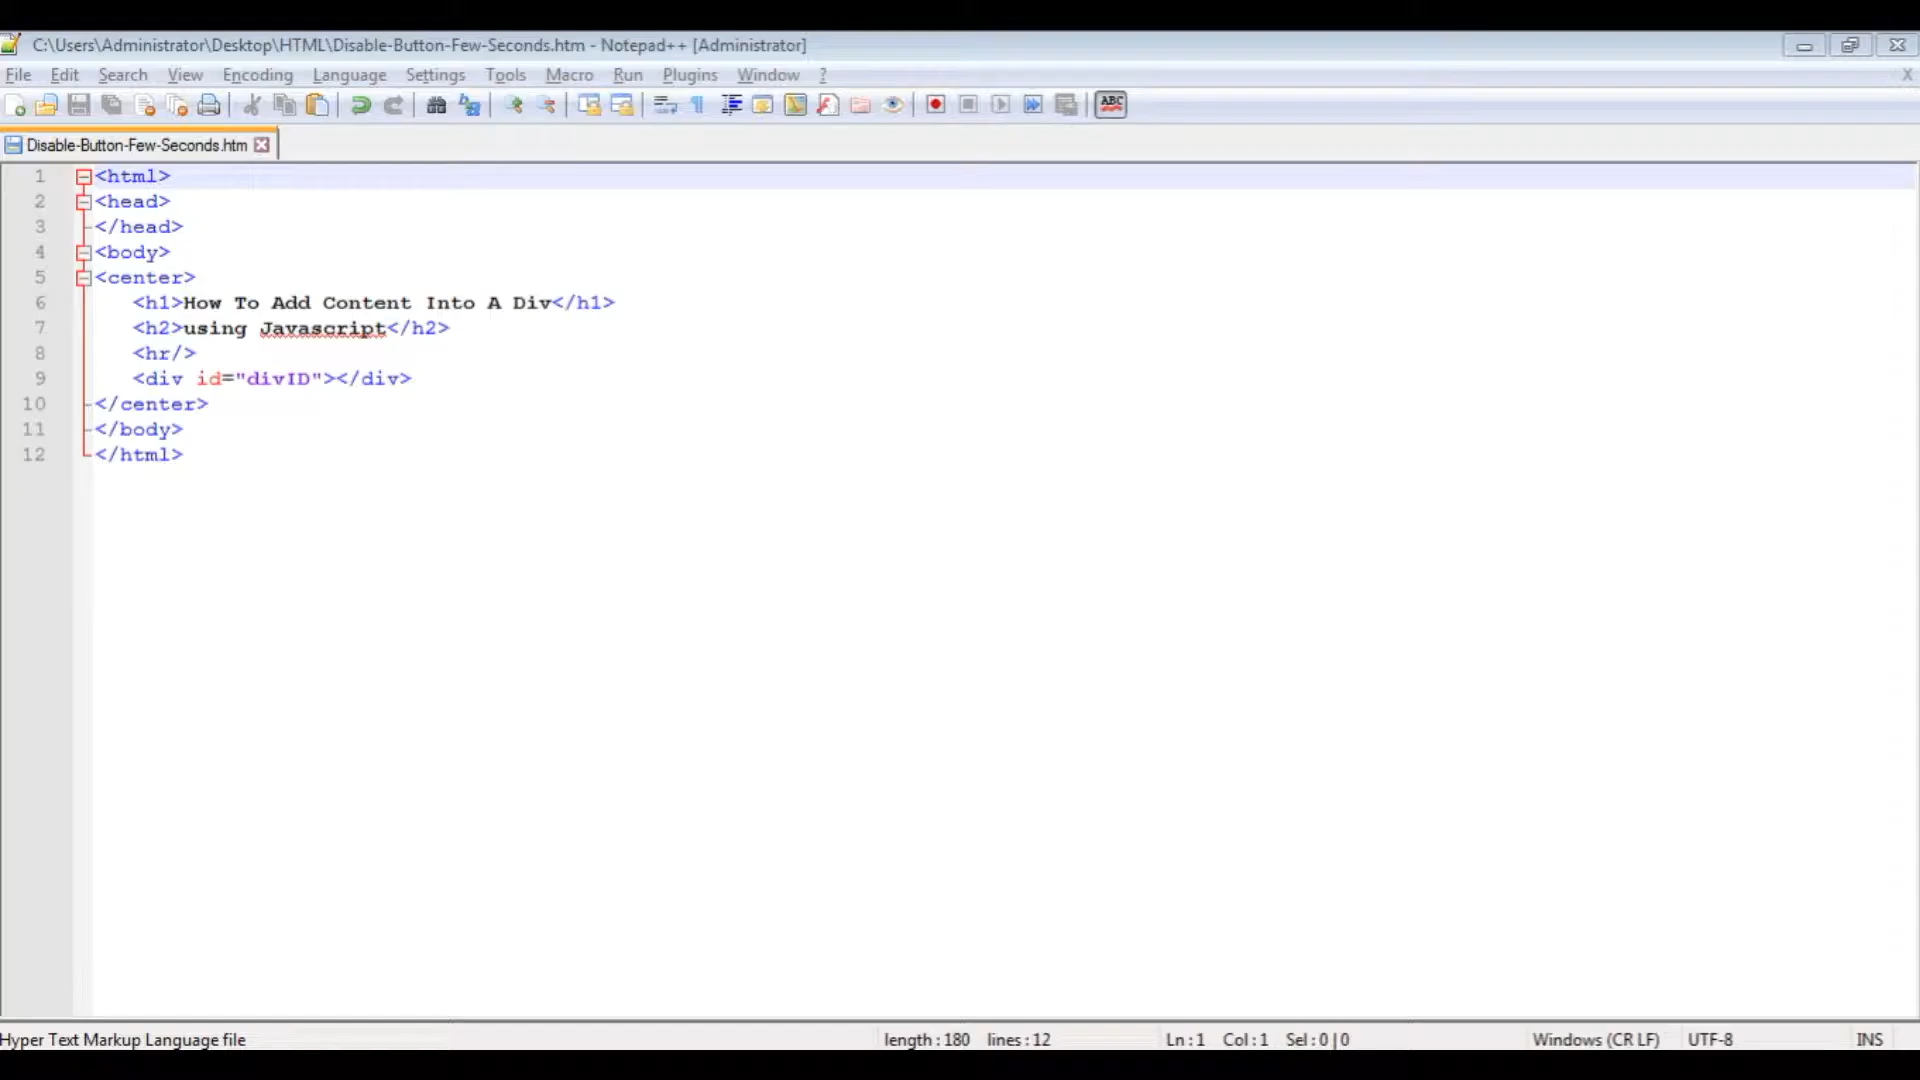 C:\Users\Administrator\Desktop\HTML\Disable-Button-Few-Seconds.htm - Notepad++ [Administrator]
File Edit Search View Encoding Language Settings Tools Macro Run Plugins Window ? X
ABC
Disable-Button-Few-Seconds.htm
1 <html>
2 <head>
3 </head>
4 <body>
5 <center>
6 <h1>How To Add Content Into A Div</h1>
7 <h2>using Javascript</h2>
8 <hr/>
9 <div id="divID"></div>
10 </center>
11 </body>
12 </html>
Hyper Text Markup Language file length : 180 lines : 12 Ln : 1 Col : 1 Sel : 0 | 0 Windows (CR LF) UTF-8 INS